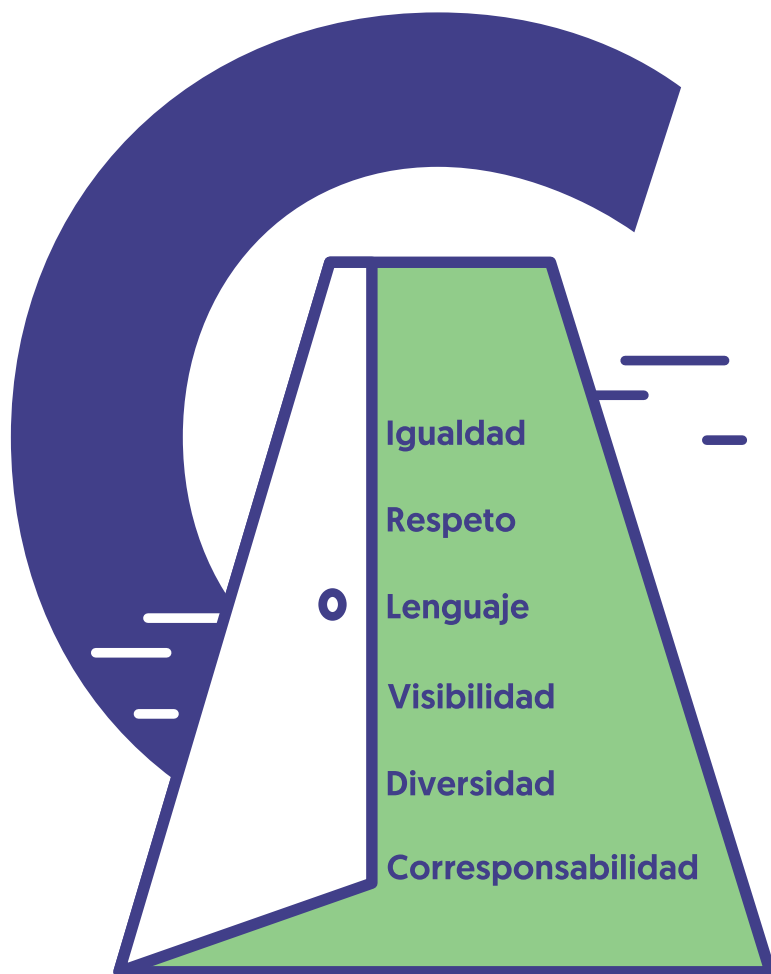 Igualdad
Respeto
Lenguaje
Visibilidad
Diversidad
Corresponsabilidad